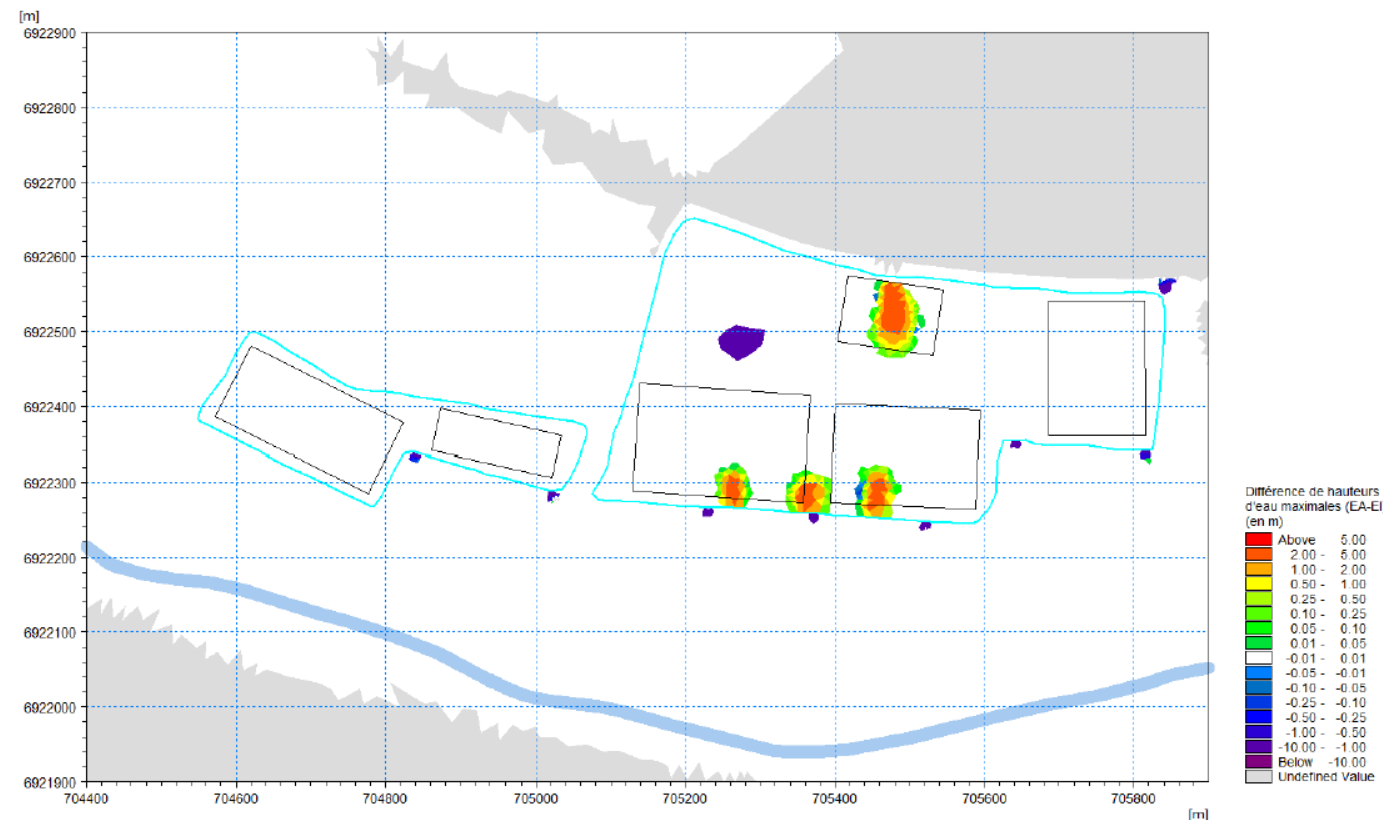 [m]
6922900
6922800
6922700
6922600
6922500
6922400
6922300
6922200
6922100
6922000
6921900
704400 704600 704800 705000 705200 705400 705600 705800
[m]
Différence de hauteurs
d'eau maximales (EA-EI
(en m)
Above 5.00
2.00 - 5.00
1.00 - 2.00
0.50 - 1.00
0.25 - 0.50
0.10 - 0.25
0.05 - 0.10
0.01 - 0.05
-0.01 - 0.01
-0.05 - -0.01
-0.10 - -0.05
-0.25 - -0.10
-0.50 - -0.25
-1.00 - -0.50
-10.00 - -1.00
Below -10.00
Undefined Value